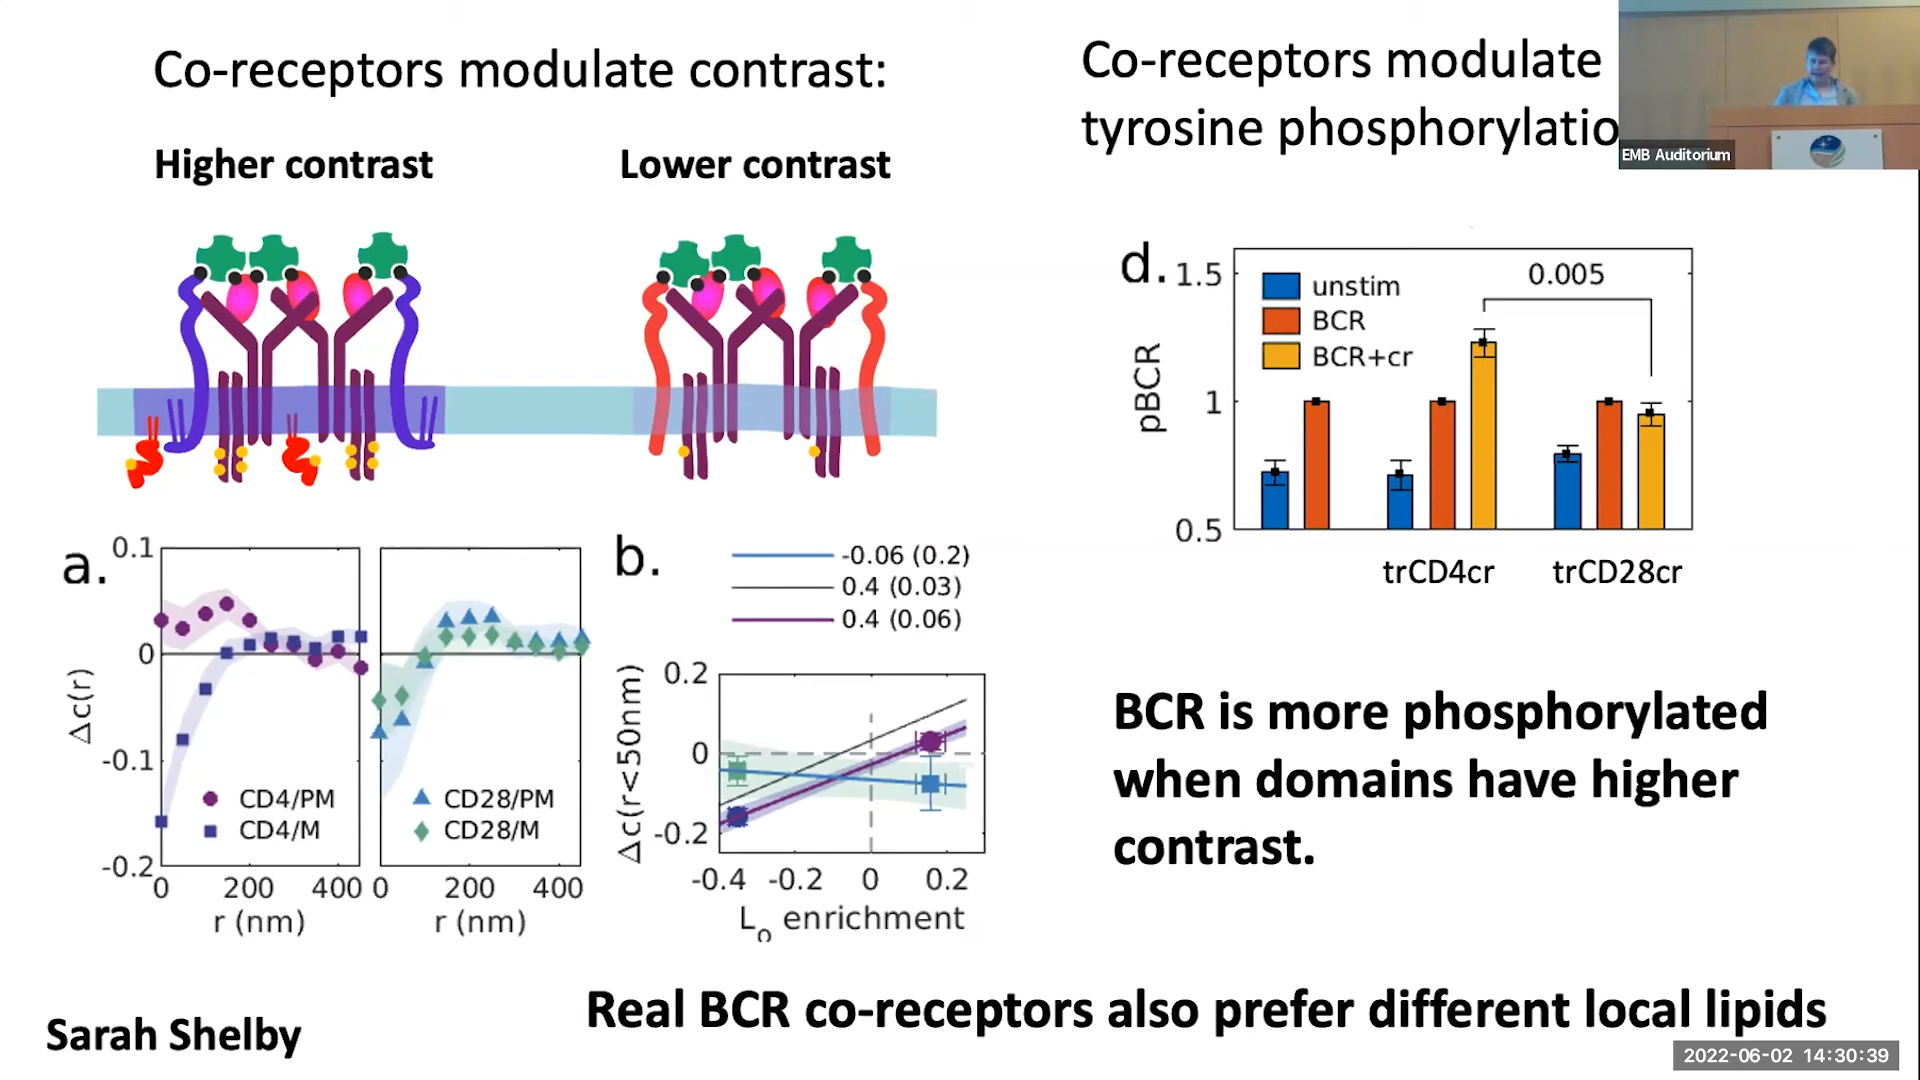 Co-receptors modulate contrast:
Higher contrast
Lower contrast
Co-receptors modulate
tyrosine phosphorylatio
EMB Auditorium
a.
0.1
0
-0.1
-0.2
Δc(r)
CD4/PM
CD4/M
CD28/PM
CD28/M
0 200 400
0 400
200
r (nm)
r (nm)
b.
-0.06 (0.2)
0.4 (0.03)
0.4 (0.06)
0.2
0
-0.2
Δc(r<50nm)
-0.4 -0.2 0 0.2
Lo enrichment
d.
1.5
1
0.5
pBCR
unstim
BCR
BCR+cr
0.005
trCD4cr
trCD28cr
BCR is more phosphorylated
when domains have higher
contrast.
Real BCR co-receptors also prefer different local lipids
Sarah Shelby
2022-06-02 14:30:39